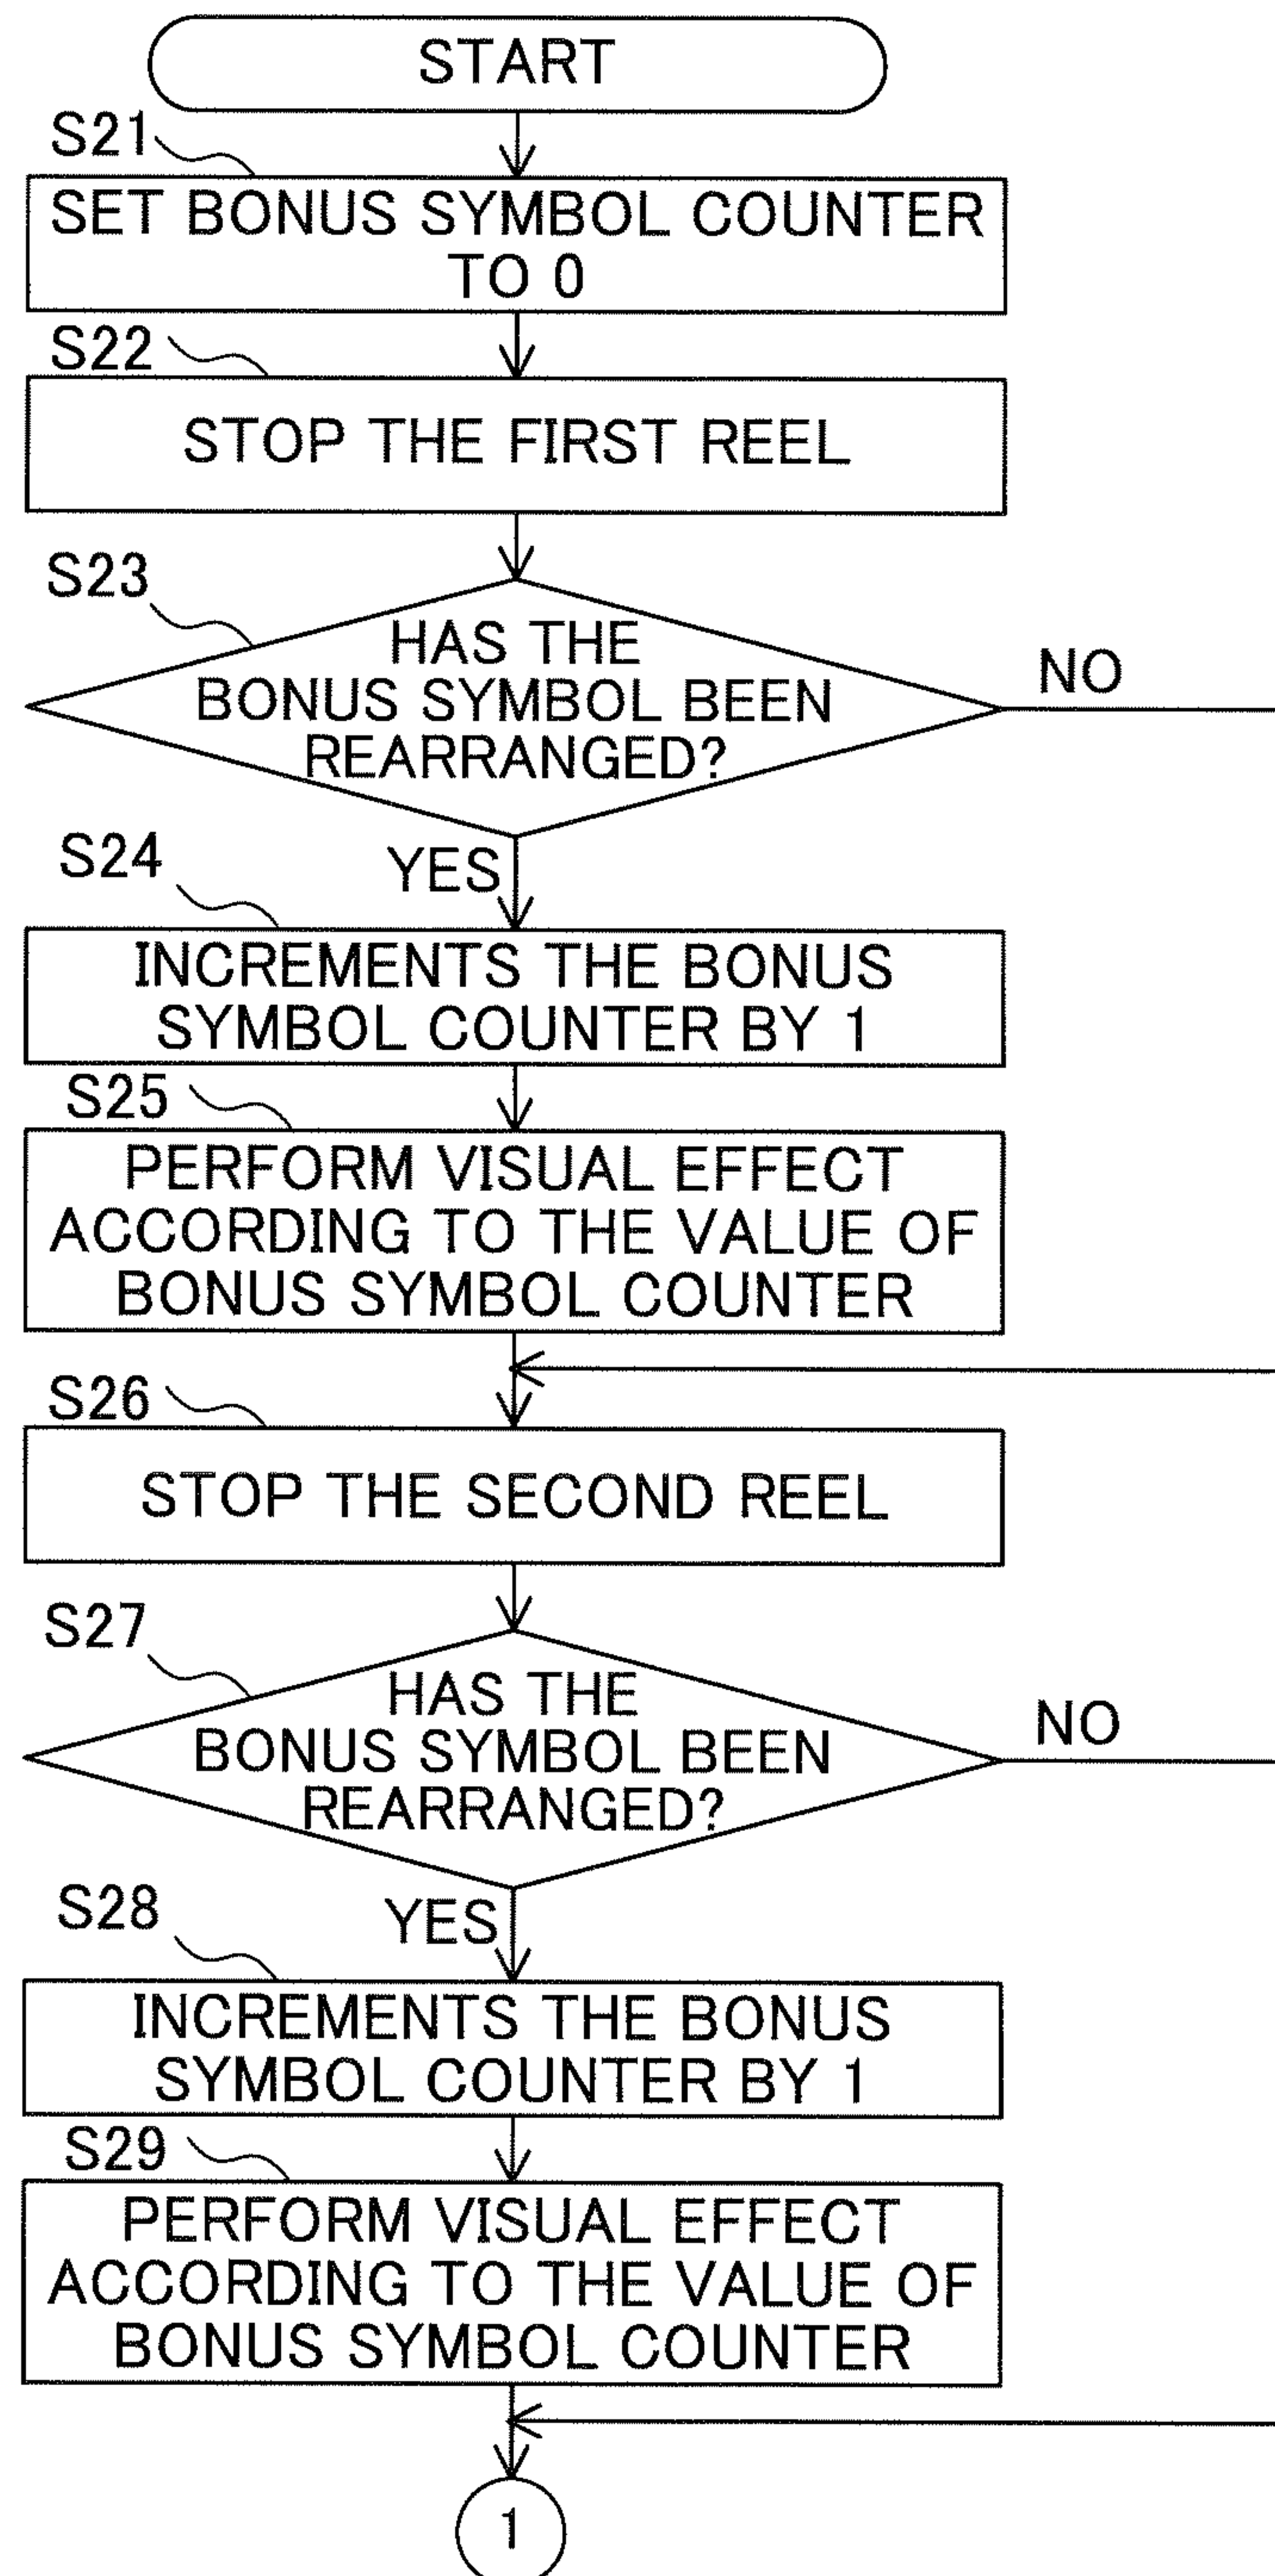 START
S21
SET BONUS SYMBOL COUNTER
TO 0
S22
STOP THE FIRST REEL
S23
HAS THE
BONUS SYMBOL BEEN
REARRANGED?
NO
YES
S24
INCREMENTS THE BONUS
SYMBOL COUNTER BY 1
S25
PERFORM VISUAL EFFECT
ACCORDING TO THE VALUE OF
BONUS SYMBOL COUNTER
S26
STOP THE SECOND REEL
S27
HAS THE
BONUS SYMBOL BEEN
REARRANGED?
NO
YES
S28
INCREMENTS THE BONUS
SYMBOL COUNTER BY 1
S29
PERFORM VISUAL EFFECT
ACCORDING TO THE VALUE OF
BONUS SYMBOL COUNTER
1